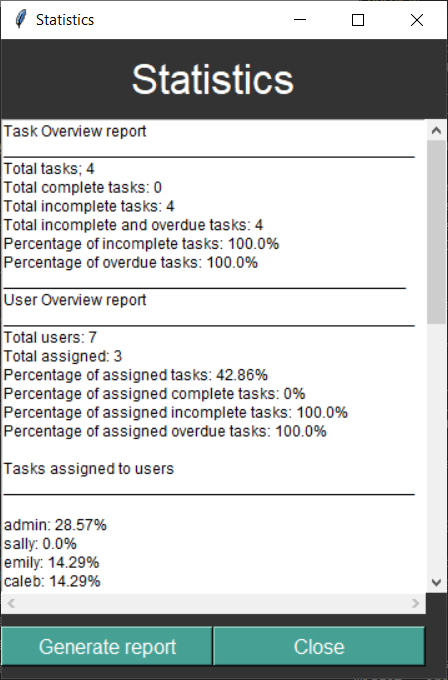 Statistics
Statistics
Task Overview report
Total tasks; 4
Total complete tasks: 0
Total incomplete tasks: 4
Total incomplete and overdue tasks: 4
Percentage of incomplete tasks: 100.0%
Percentage of overdue tasks: 100.0%
User Overview report
Total users: 7
Total assigned: 3
Percentage of assigned tasks: 42.86%
Percentage of assigned complete tasks: 0%
Percentage of assigned incomplete tasks: 100.0%
Percentage of assigned overdue tasks: 100.0%
Tasks assigned to users
admin: 28.57%
sally: 0.0%
emily: 14.29%
caleb: 14.29%
Generate report
Close